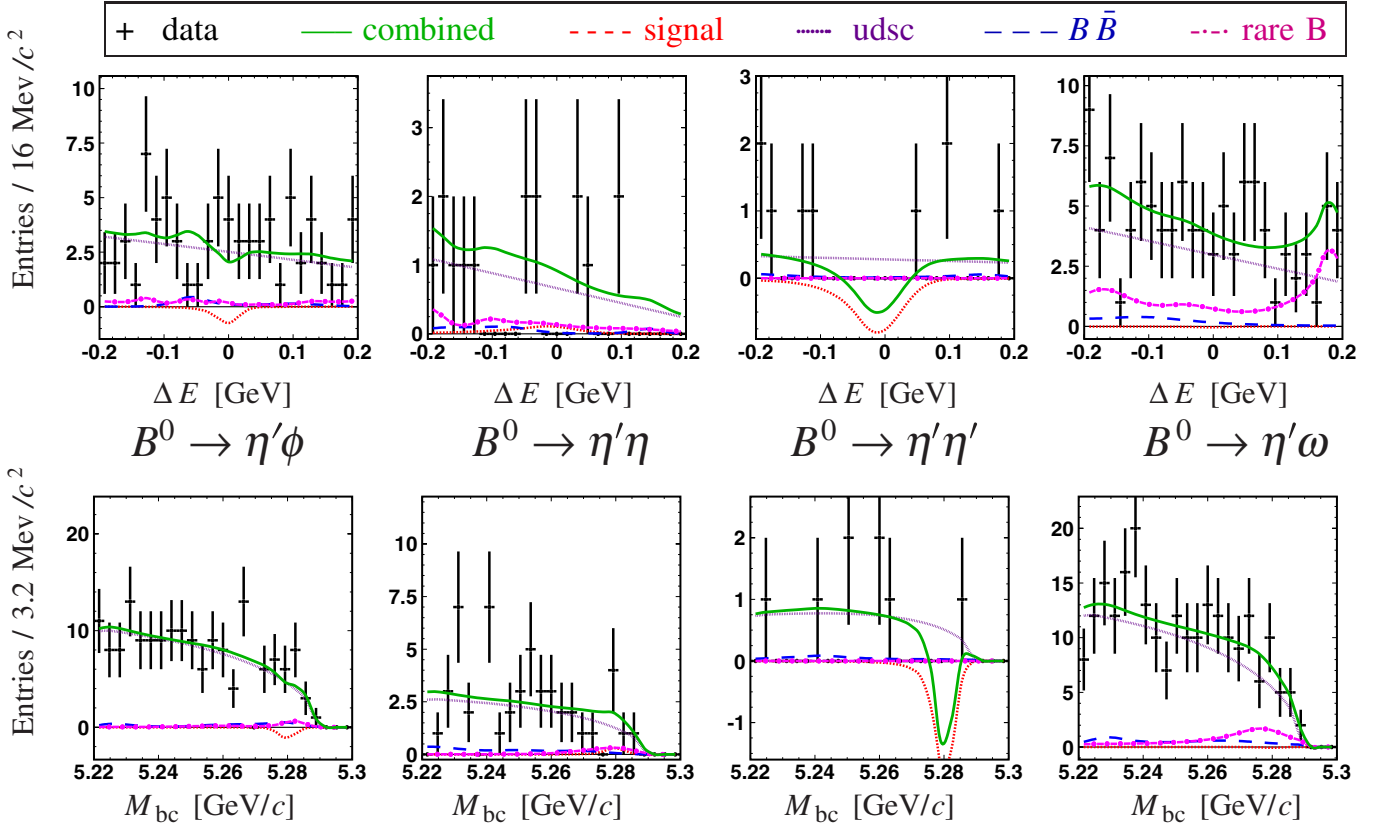 data combined signal udsc B B̄ rare B
Entries / 16 Mev/c²
10
7.5
5
2.5
0
-0.2 -0.1 0 0.1 0.2
Δ E [GeV]
3
2
1
0
-0.2 -0.1 0 0.1 0.2
Δ E [GeV]
3
2
1
0
-0.2 -0.1 0 0.1 0.2
Δ E [GeV]
10
7.5
5
2.5
0
-0.2 -0.1 0 0.1 0.2
Δ E [GeV]
B⁰ → η′φ B⁰ → η′η B⁰ → η′η′ B⁰ → η′ω
Entries / 3.2 Mev/c²
20
10
0
5.22 5.24 5.26 5.28 5.3
M_bc [GeV/c]
10
7.5
5
2.5
0
5.22 5.24 5.26 5.28 5.3
M_bc [GeV/c]
2
1
0
-1
5.22 5.24 5.26 5.28 5.3
M_bc [GeV/c]
20
15
10
5
0
5.22 5.24 5.26 5.28 5.3
M_bc [GeV/c]